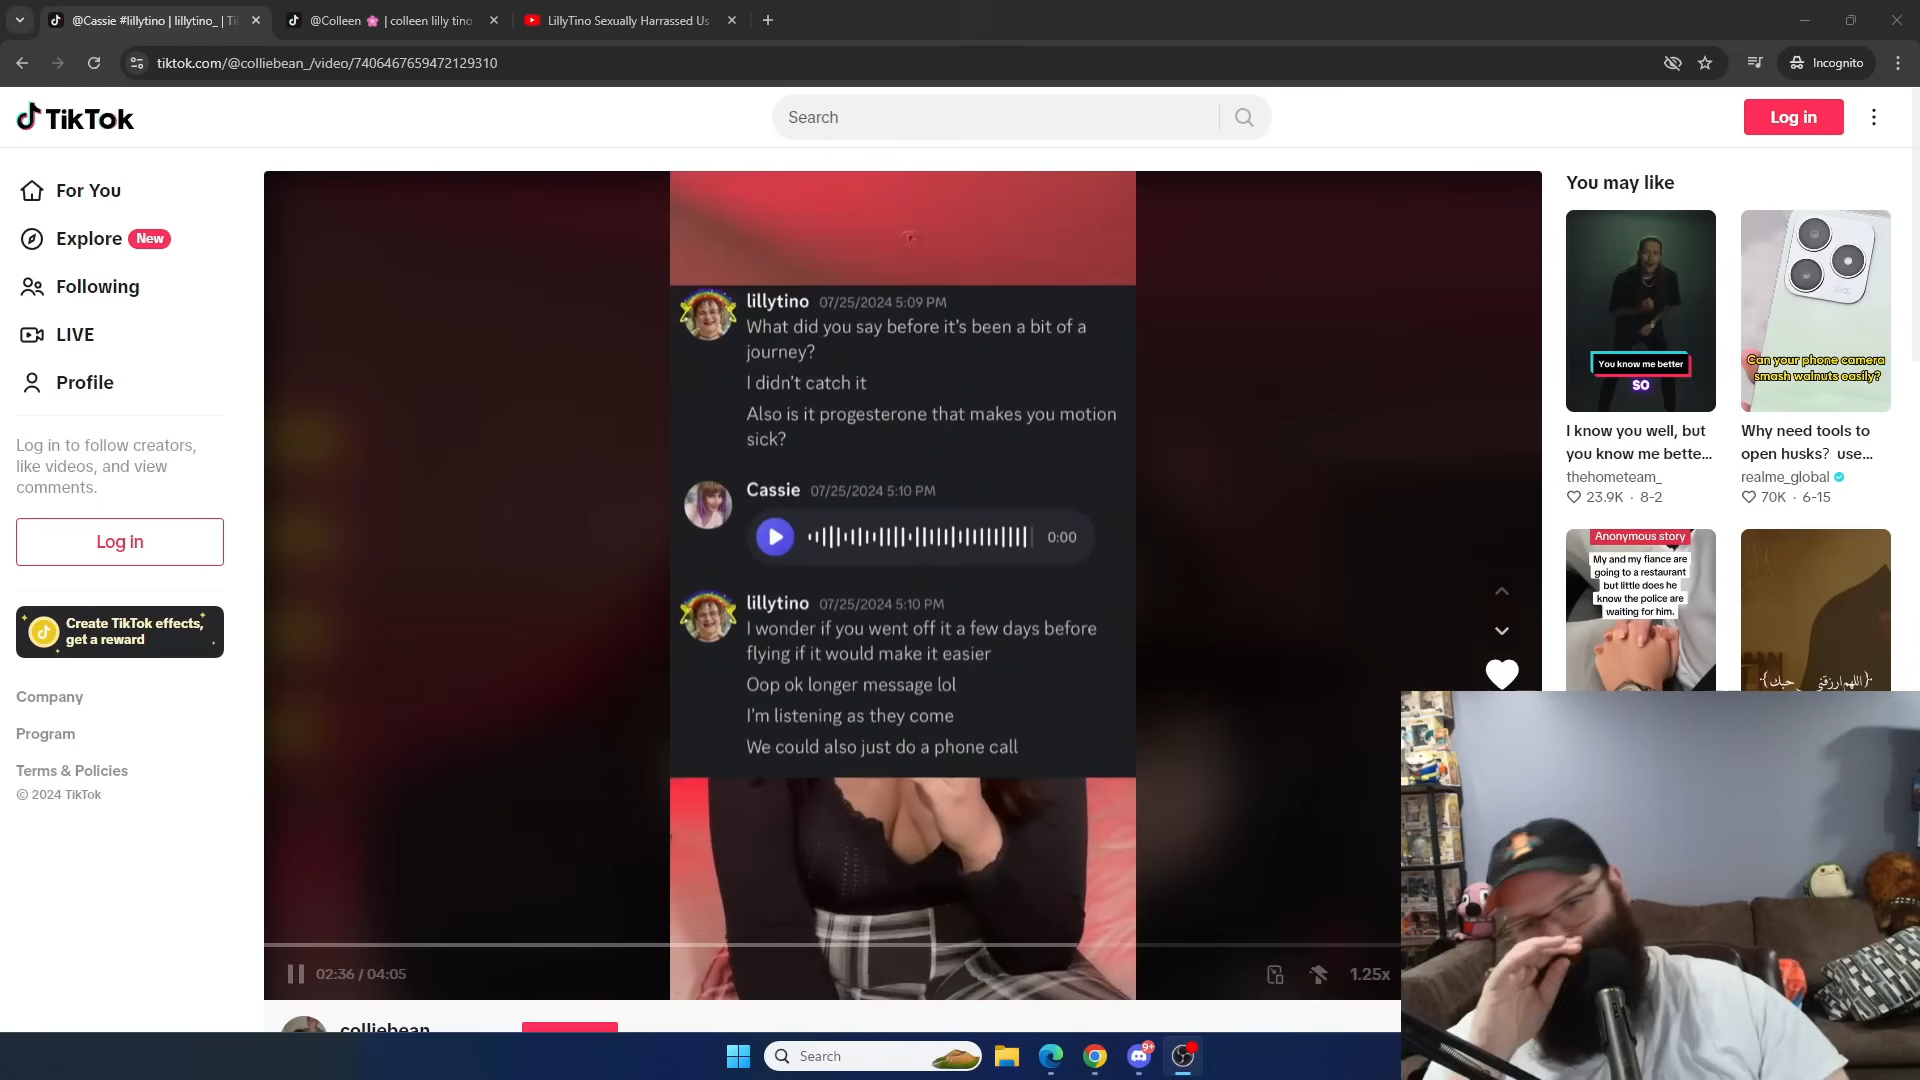 @Cassie #lillytino | lillytino_ | Ti
@Colleen 🌸 | colleen lilly tino
LillyTino Sexually Harrassed Us
tiktok.com/@colliebean_/video/7406467659472129310
Incognito
TikTok
Search
Log in
For You
Explore New
Following
LIVE
Profile
Log in to follow creators,
like videos, and view
comments.
Log in
Create TikTok effects,
get a reward
Company
Program
Terms & Policies
© 2024 TikTok
lillytino 07/25/2024 5:09 PM
What did you say before it's been a bit of a
journey?
I didn't catch it
Also is it progesterone that makes you motion
sick?
Cassie 07/25/2024 5:10 PM
0:00
lillytino 07/25/2024 5:10 PM
I wonder if you went off it a few days before
flying if it would make it easier
Oop ok longer message lol
I'm listening as they come
We could also just do a phone call
02:36 / 04:05
1.25x
colliebean
You may like
You know me better
so
I know you well, but
you know me bette...
thehometeam_
23.9K · 8-2
Can your phone camera
smash walnuts easily?
Why need tools to
open husks? use...
realme_global
70K · 6-15
Anonymous story
My and my fiance are
going to a restaurant
but little does he
know the police are
waiting for him.
اللهم ارزقني حبك
Search
9+